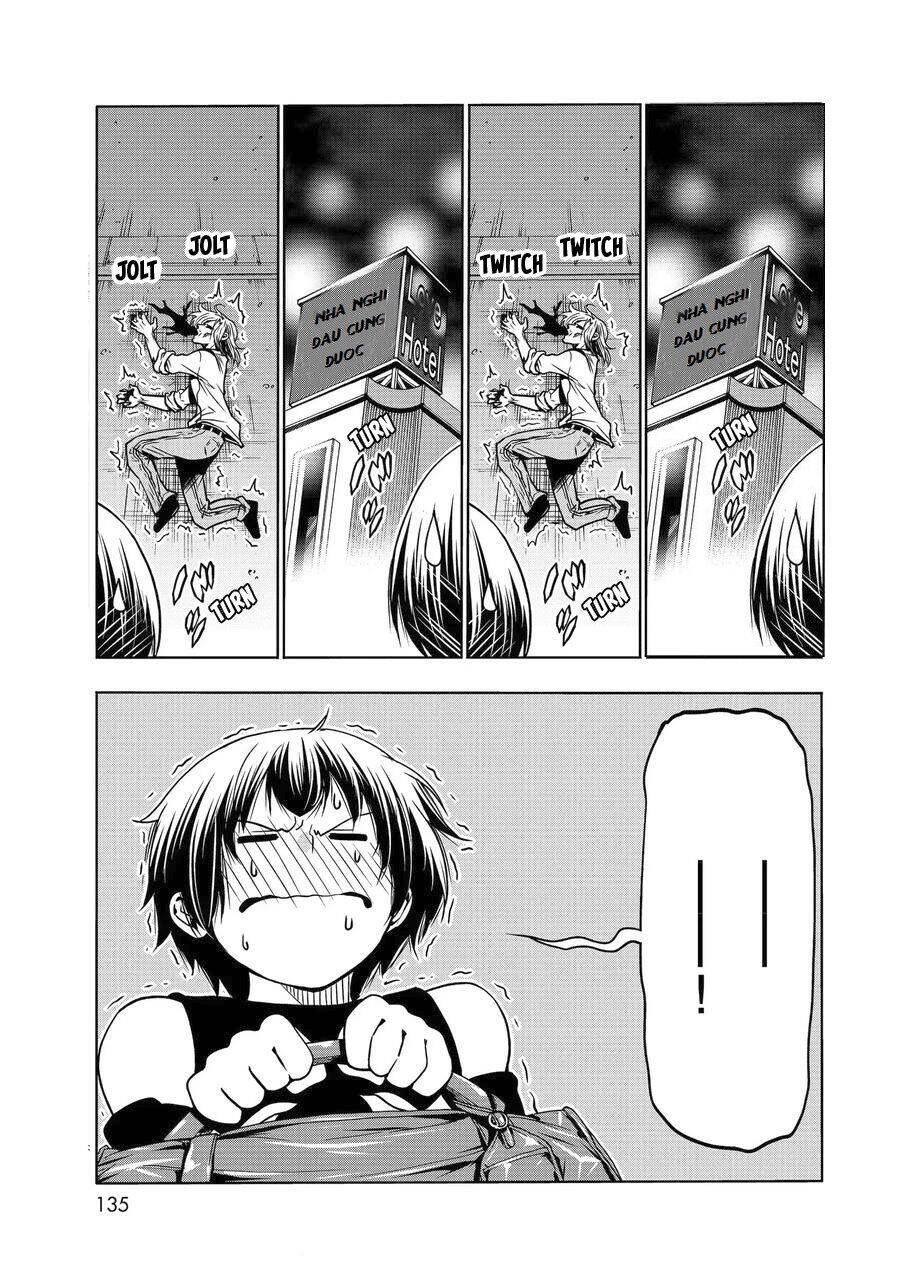 TWITCH
TWITCH
TURN
NHA NGHI
DAU CUNG
DUOC
Love
Hotel
TURN
JOLT
JOLT
TURN
NHA NGHI
DAU CUNG
DUOC
Love
Hotel
TURN
!
135